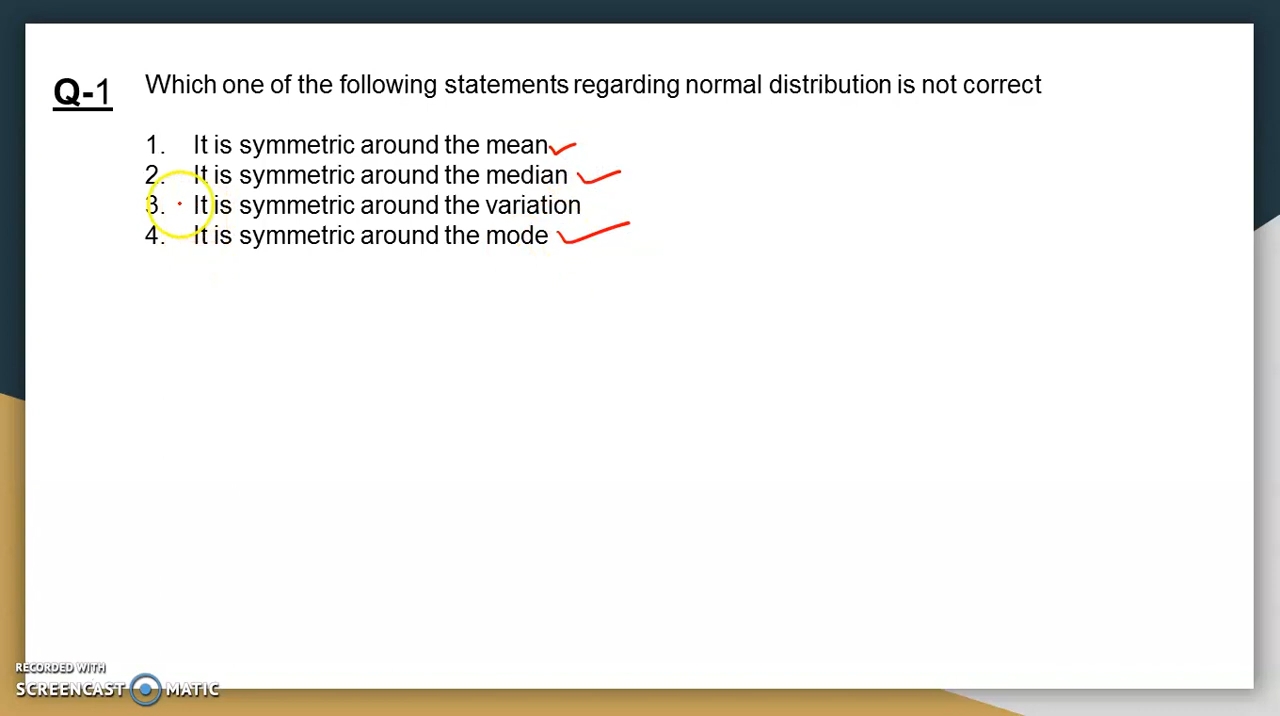 Q-1 Which one of the following statements regarding normal distribution is not correct
1. It is symmetric around the mean
2. It is symmetric around the median
3. It is symmetric around the variation
4. It is symmetric around the mode
RECORDED WITH
SCREENCAST MATIC